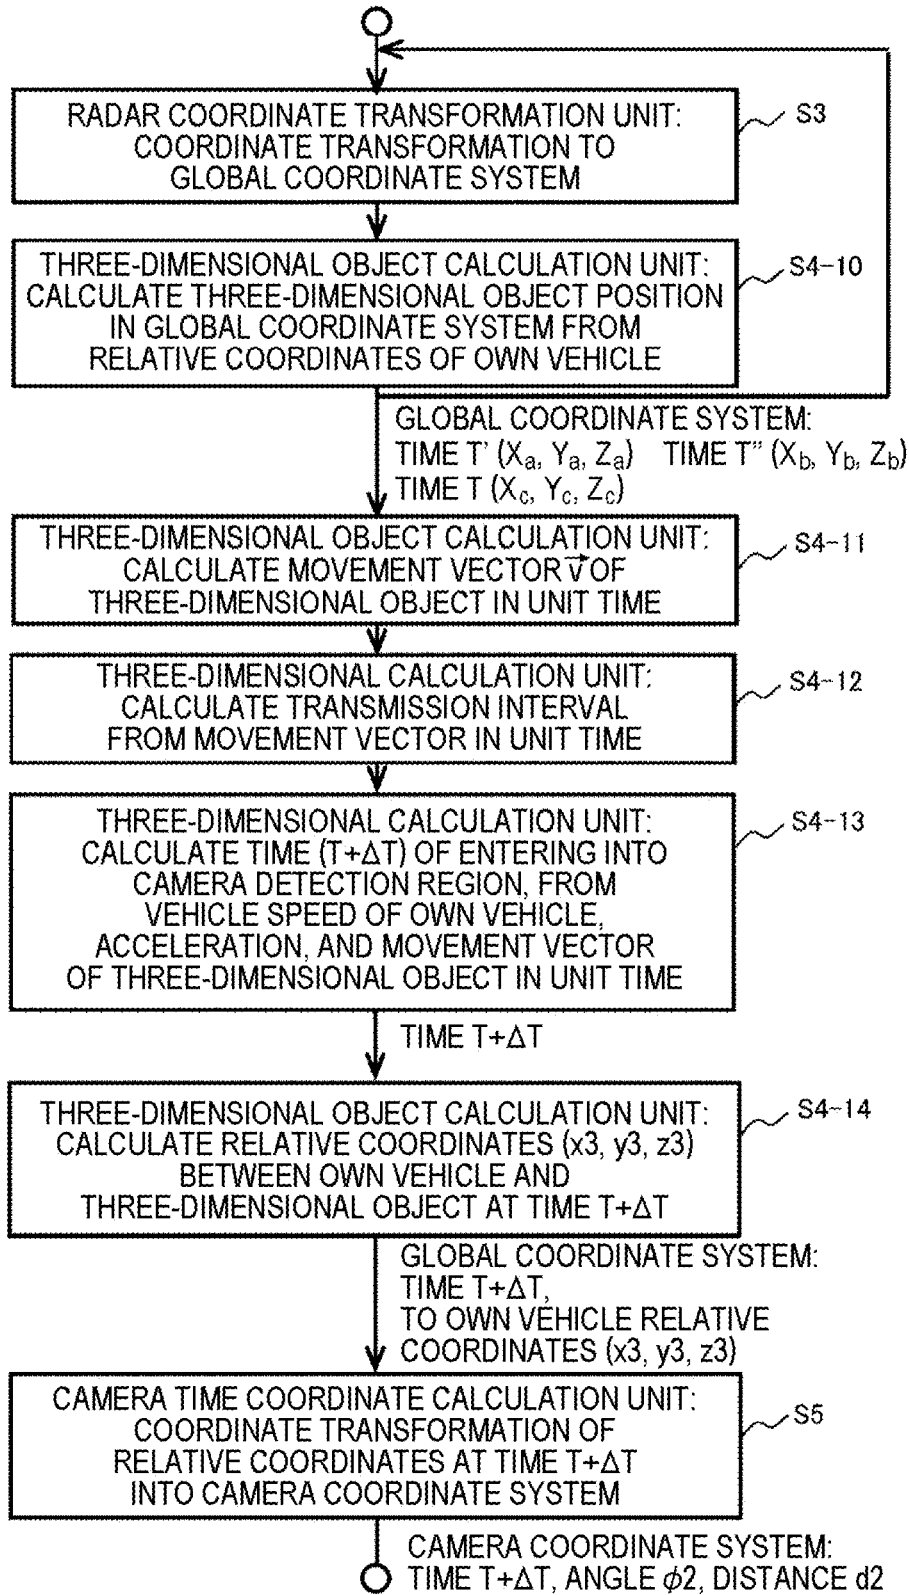 RADAR COORDINATE TRANSFORMATION UNIT:
COORDINATE TRANSFORMATION TO
GLOBAL COORDINATE SYSTEM
S3
THREE-DIMENSIONAL OBJECT CALCULATION UNIT:
CALCULATE THREE-DIMENSIONAL OBJECT POSITION
IN GLOBAL COORDINATE SYSTEM FROM
RELATIVE COORDINATES OF OWN VEHICLE
S4-10
GLOBAL COORDINATE SYSTEM:
TIME T' (Xa, Ya, Za) TIME T'' (Xb, Yb, Zb)
TIME T (Xc, Yc, Zc)
THREE-DIMENSIONAL OBJECT CALCULATION UNIT:
CALCULATE MOVEMENT VECTOR v⃗ OF
THREE-DIMENSIONAL OBJECT IN UNIT TIME
S4-11
THREE-DIMENSIONAL CALCULATION UNIT:
CALCULATE TRANSMISSION INTERVAL
FROM MOVEMENT VECTOR IN UNIT TIME
S4-12
THREE-DIMENSIONAL CALCULATION UNIT:
CALCULATE TIME (T+ΔT) OF ENTERING INTO
CAMERA DETECTION REGION, FROM
VEHICLE SPEED OF OWN VEHICLE,
ACCELERATION, AND MOVEMENT VECTOR
OF THREE-DIMENSIONAL OBJECT IN UNIT TIME
S4-13
TIME T+ΔT
THREE-DIMENSIONAL OBJECT CALCULATION UNIT:
CALCULATE RELATIVE COORDINATES (x3, y3, z3)
BETWEEN OWN VEHICLE AND
THREE-DIMENSIONAL OBJECT AT TIME T+ΔT
S4-14
GLOBAL COORDINATE SYSTEM:
TIME T+ΔT,
TO OWN VEHICLE RELATIVE
COORDINATES (x3, y3, z3)
CAMERA TIME COORDINATE CALCULATION UNIT:
COORDINATE TRANSFORMATION OF
RELATIVE COORDINATES AT TIME T+ΔT
INTO CAMERA COORDINATE SYSTEM
S5
CAMERA COORDINATE SYSTEM:
TIME T+ΔT, ANGLE ϕ2, DISTANCE d2